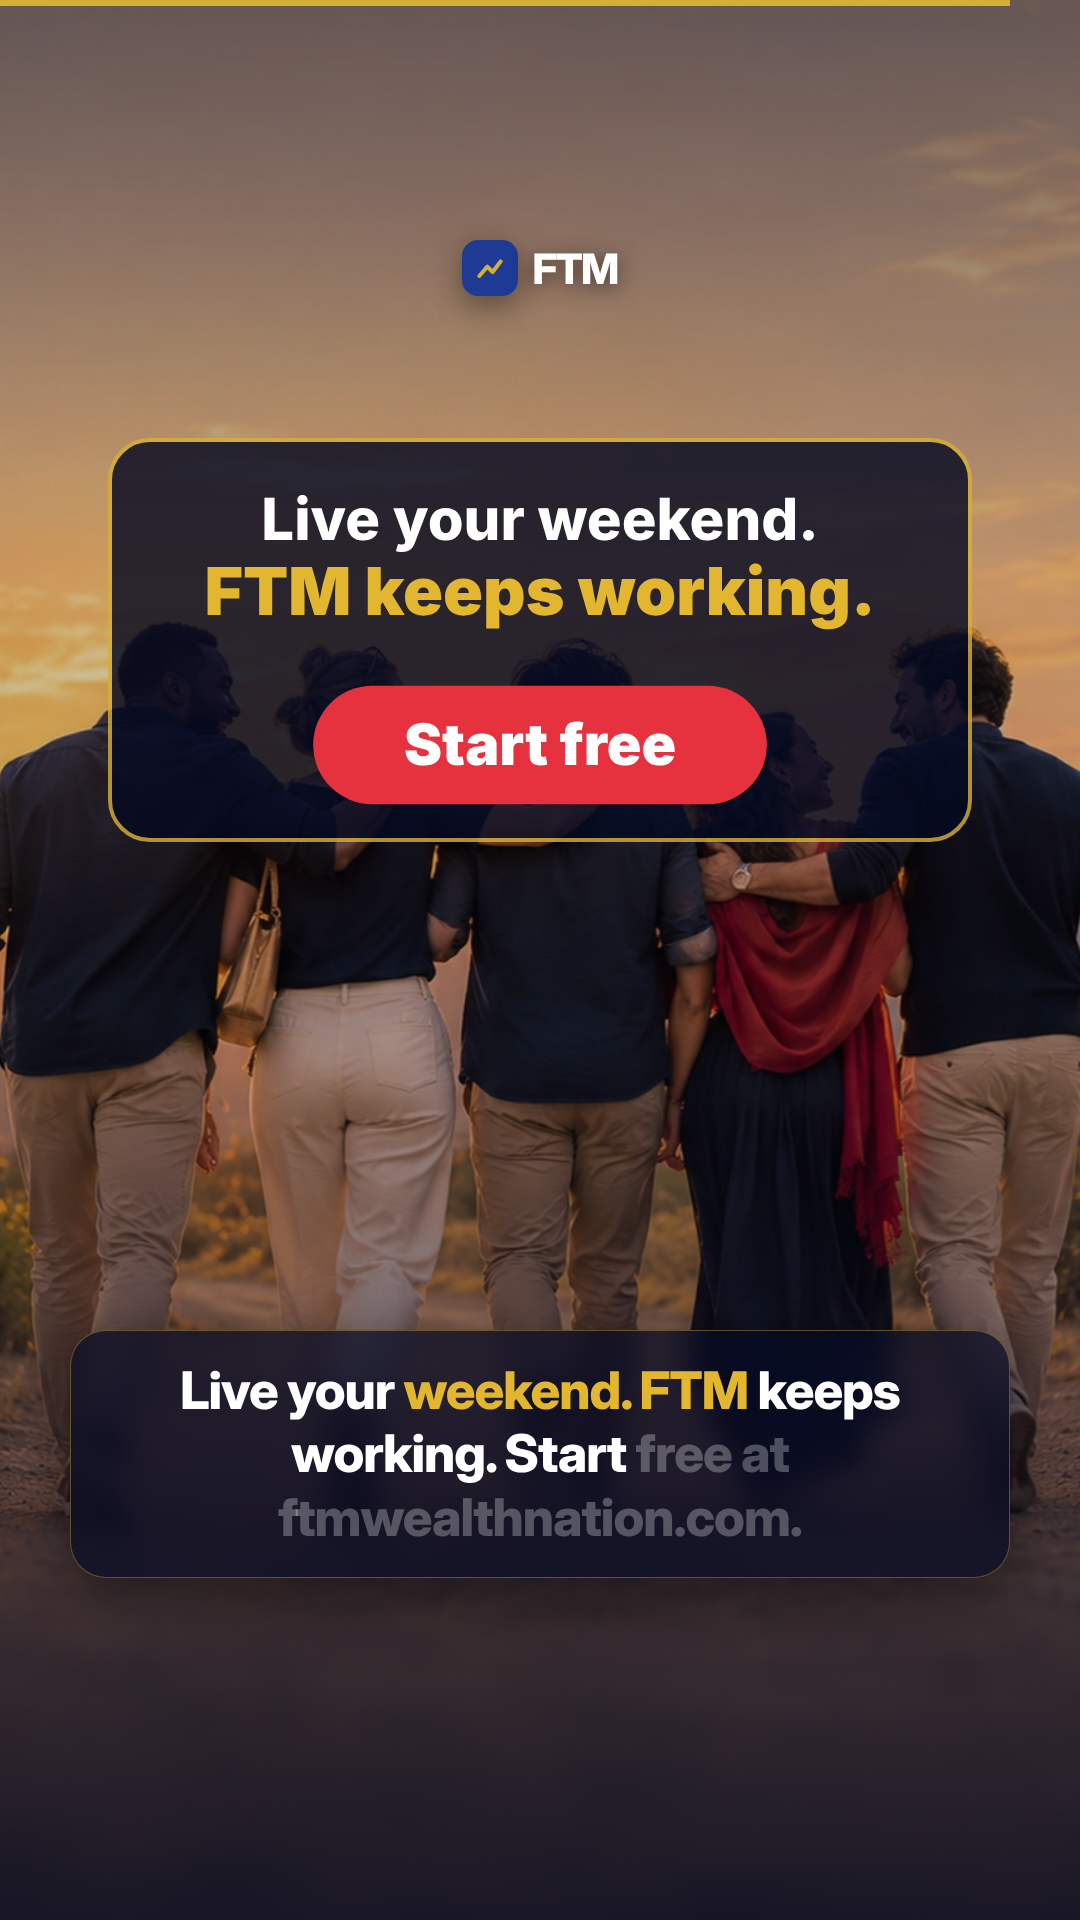 FTM
Live your weekend.
FTM keeps working.
Start free
Live your weekend. FTM keeps
working. Start free at
ftmwealthnation.com.